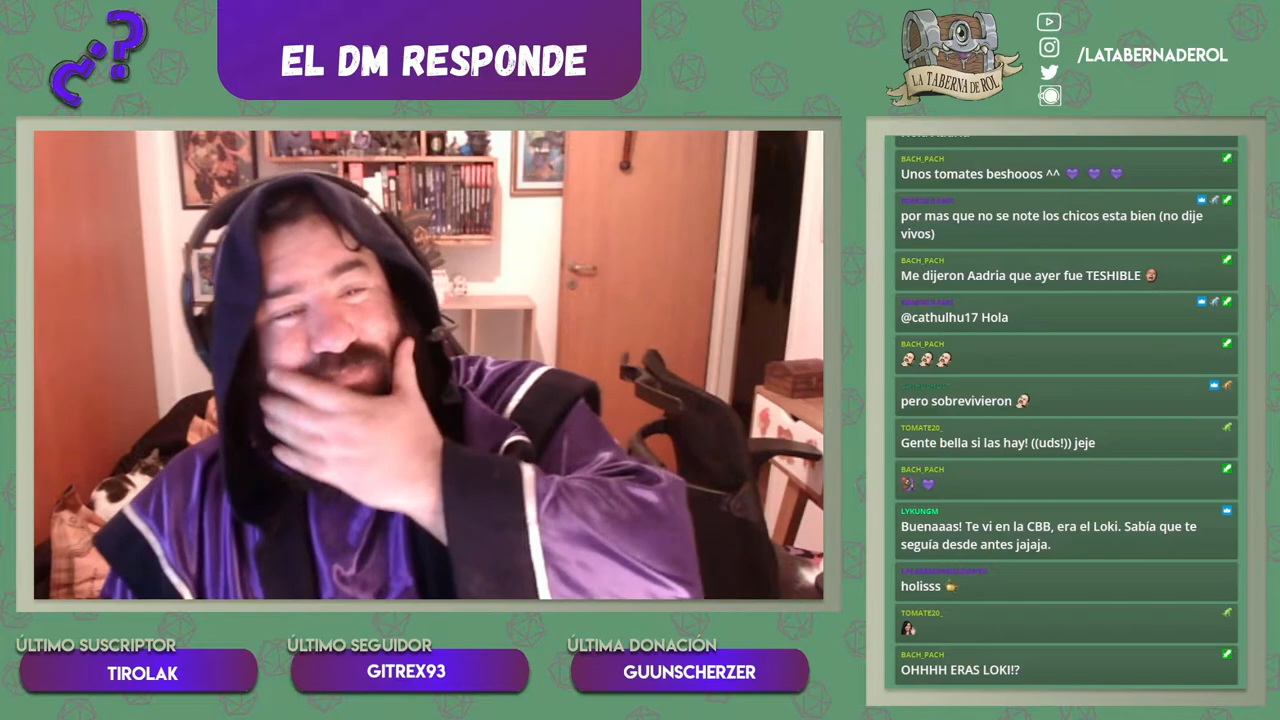 ¿?
EL DM RESPONDE
LA TABERNA DE ROL
/LATABERNADEROL
BACH_PACH
Unos tomates beshooos ^^ 💜 💜 💜
por mas que no se note los chicos esta bien (no dije
vivos)
BACH_PACH
Me dijeron Aadria que ayer fue TESHIBLE
@cathulhu17 Hola
BACH_PACH
pero sobrevivieron
TOMATE20_
Gente bella si las hay! ((uds!)) jeje
BACH_PACH
💜
LYKUNGM
Buenaaas! Te vi en la CBB, era el Loki. Sabía que te
seguía desde antes jajaja.
holisss
TOMATE20_
BACH_PACH
OHHHH ERAS LOKI!?
ÚLTIMO SUSCRIPTOR
TIROLAK
ÚLTIMO SEGUIDOR
GITREX93
ÚLTIMA DONACIÓN
GUUNSCHERZER